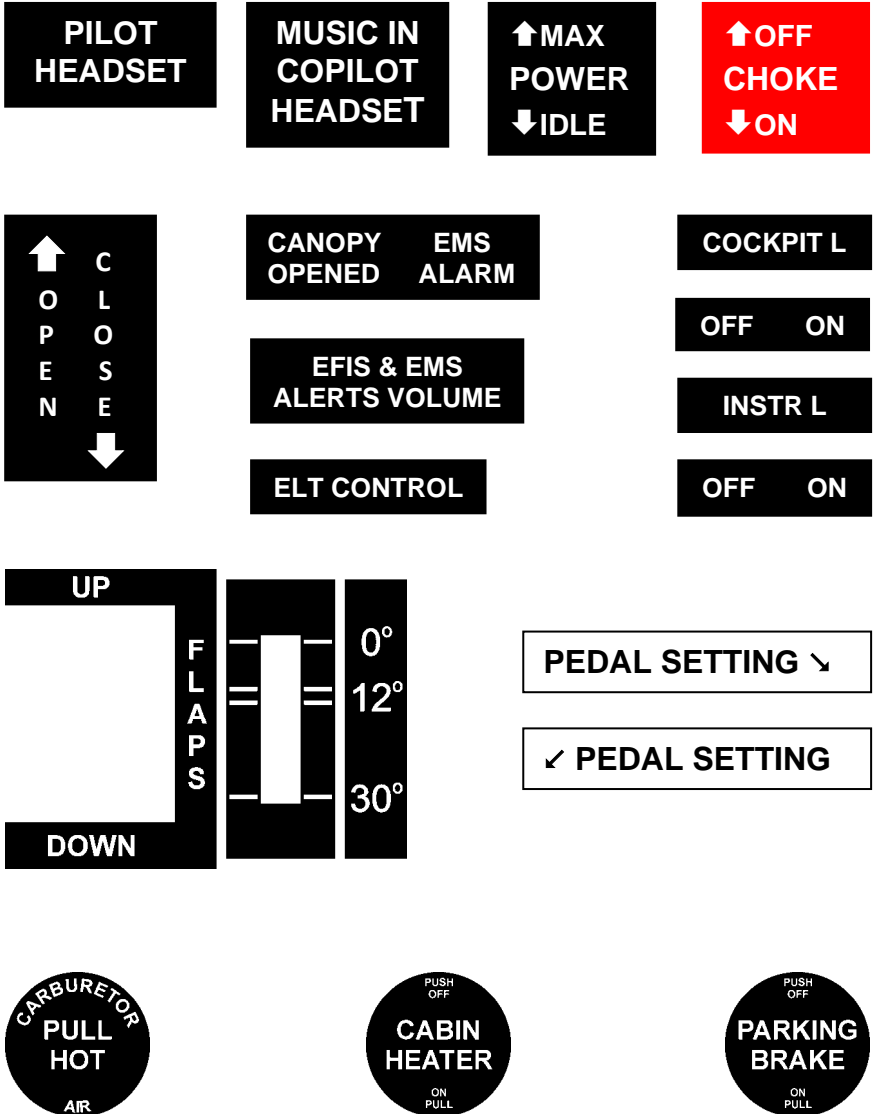 PILOT
HEADSET
MUSIC IN
COPILOT
HEADSET
⬆MAX
POWER
⬇IDLE
⬆OFF
CHOKE
⬇ON
⬆
OPEN
CLOSE
⬇
CANOPY EMS
OPENED ALARM
EFIS & EMS
ALERTS VOLUME
ELT CONTROL
COCKPIT L
OFF ON
INSTR L
OFF ON
UP
FLAPS
DOWN
0°
12°
30°
PEDAL SETTING ↘
↙ PEDAL SETTING
CARBURETOR
PULL
HOT
AIR
PUSH
OFF
CABIN
HEATER
ON
PULL
PUSH
OFF
PARKING
BRAKE
ON
PULL